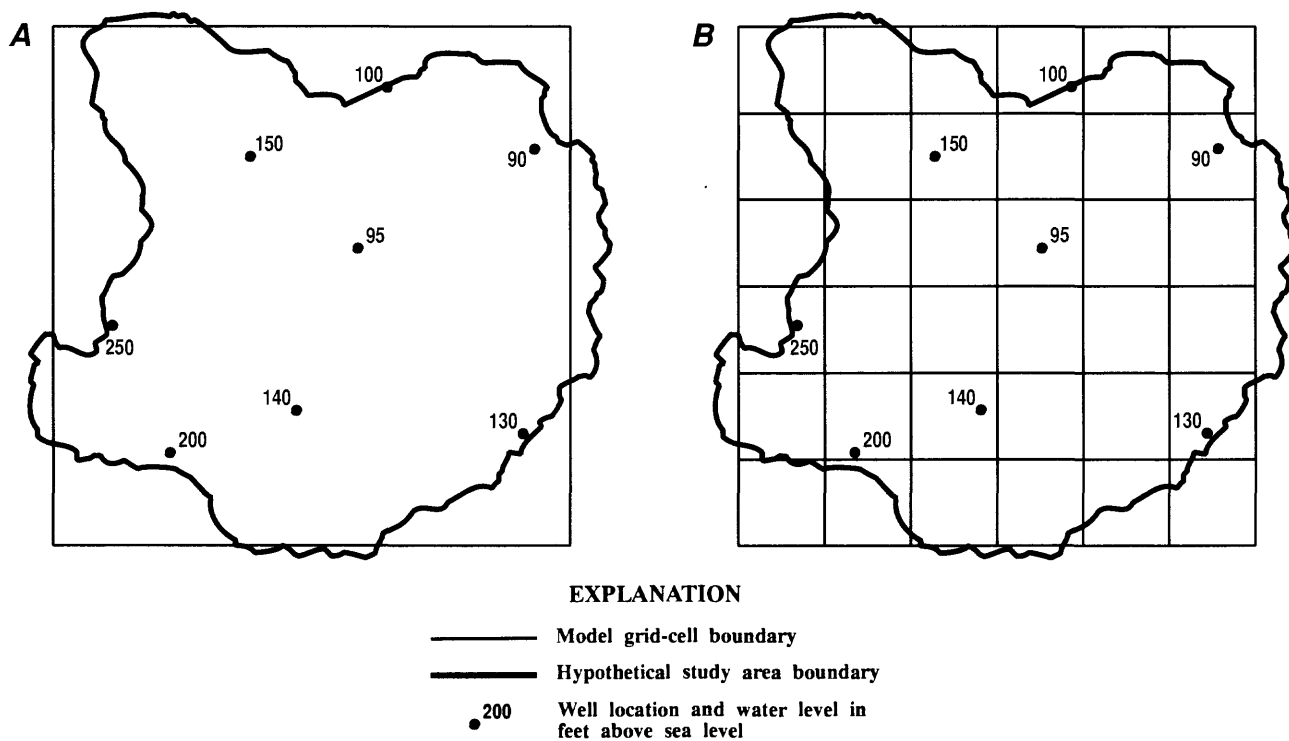 A
100
150
90
95
250
140
130
200
B
100
150
90
95
250
140
130
200
EXPLANATION
Model grid-cell boundary
Hypothetical study area boundary
200 Well location and water level in
feet above sea level